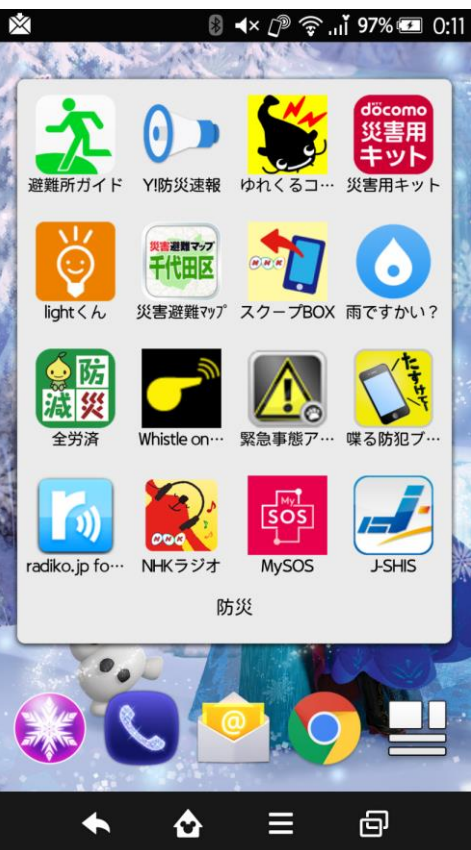 97% 0:11
避難所ガイド
Y!防災速報
ゆれくるコ…
docomo
災害用
キット
災害用キット
lightくん
災害避難マップ
千代田区
災害避難マップ
NHK
スクープBOX
雨ですかい?
防
減災
全労済
Whistle on…
緊急事態ア…
たすけて
喋る防犯ブ…
radiko.jp fo…
NHK
NHKラジオ
My
SOS
MySOS
J-SHIS
防災